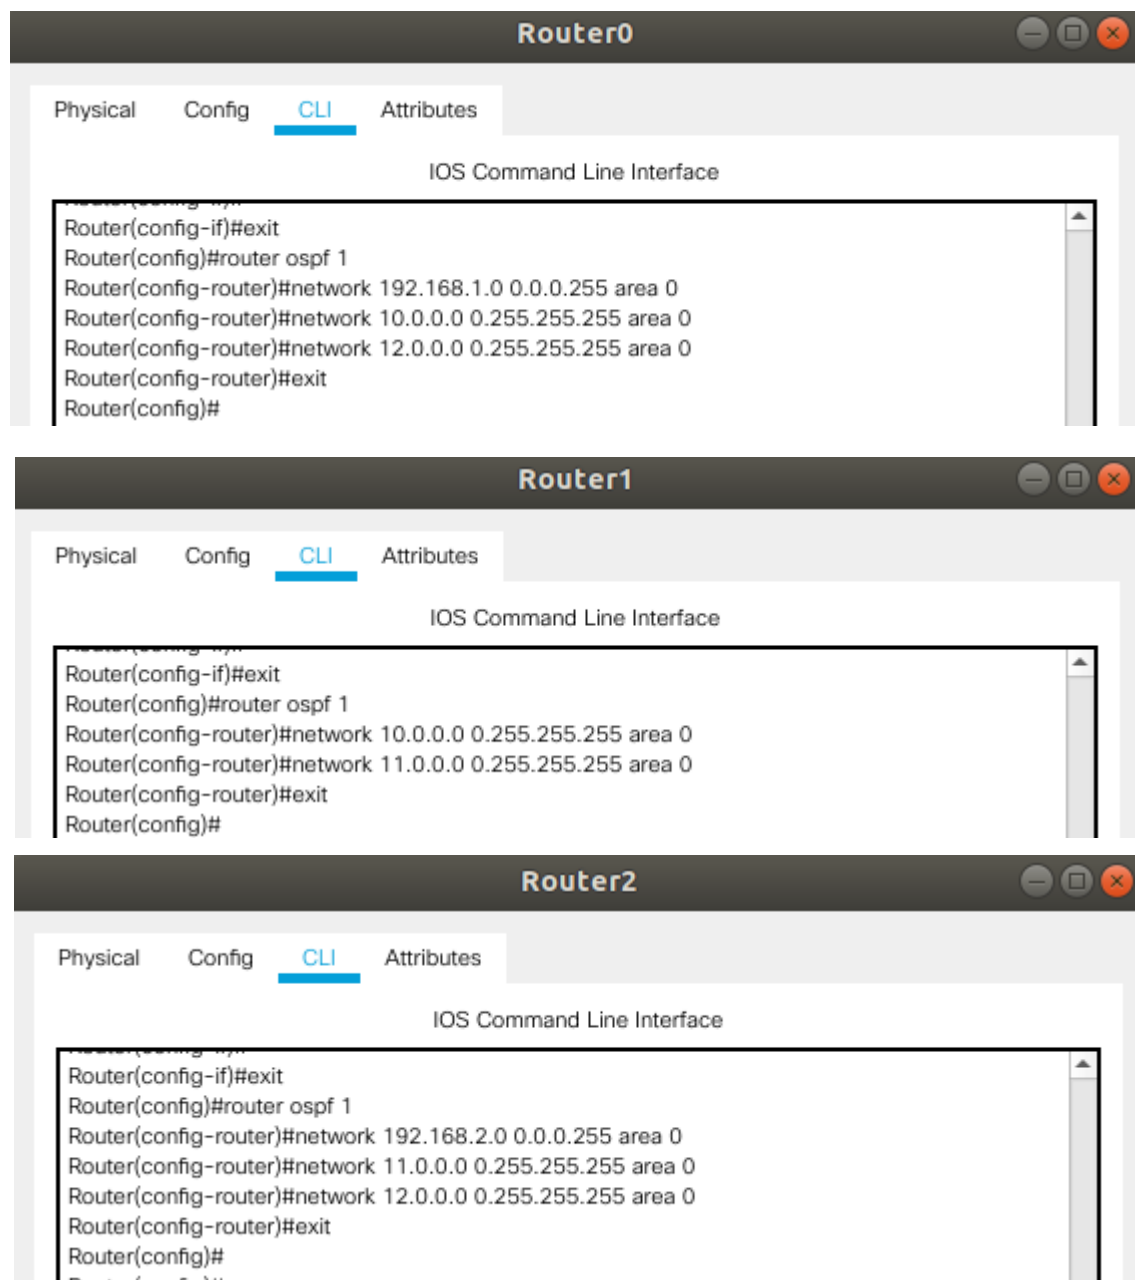 Router0
Physical Config CLI Attributes
IOS Command Line Interface
Router(config-if)#exit
Router(config)#router ospf 1
Router(config-router)#network 192.168.1.0 0.0.0.255 area 0
Router(config-router)#network 10.0.0.0 0.255.255.255 area 0
Router(config-router)#network 12.0.0.0 0.255.255.255 area 0
Router(config-router)#exit
Router(config)#
Router1
Physical Config CLI Attributes
IOS Command Line Interface
Router(config-if)#exit
Router(config)#router ospf 1
Router(config-router)#network 10.0.0.0 0.255.255.255 area 0
Router(config-router)#network 11.0.0.0 0.255.255.255 area 0
Router(config-router)#exit
Router(config)#
Router2
Physical Config CLI Attributes
IOS Command Line Interface
Router(config-if)#exit
Router(config)#router ospf 1
Router(config-router)#network 192.168.2.0 0.0.0.255 area 0
Router(config-router)#network 11.0.0.0 0.255.255.255 area 0
Router(config-router)#network 12.0.0.0 0.255.255.255 area 0
Router(config-router)#exit
Router(config)#